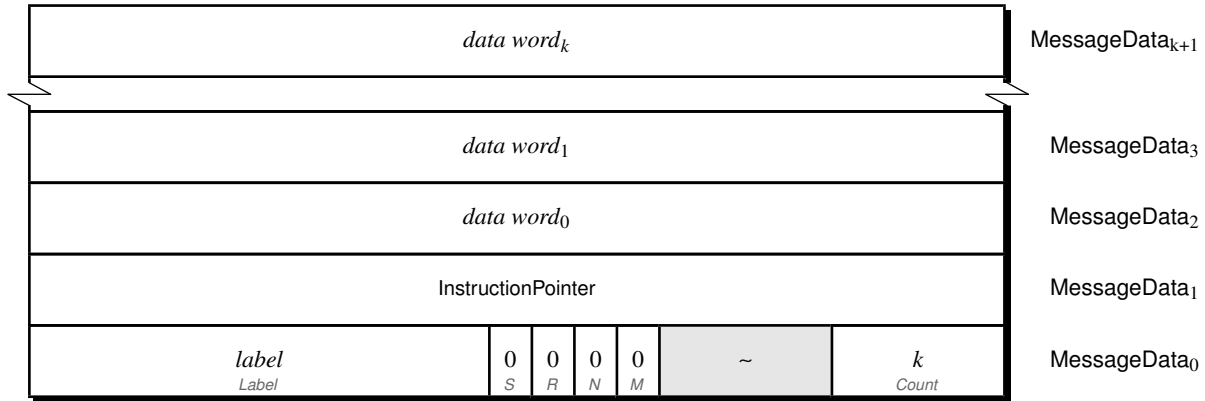 data word_k MessageData_{k+1}
data word_1 MessageData_3
data word_0 MessageData_2
InstructionPointer MessageData_1
label 0 0 0 0 ~ k MessageData_0
Label S R N M Count